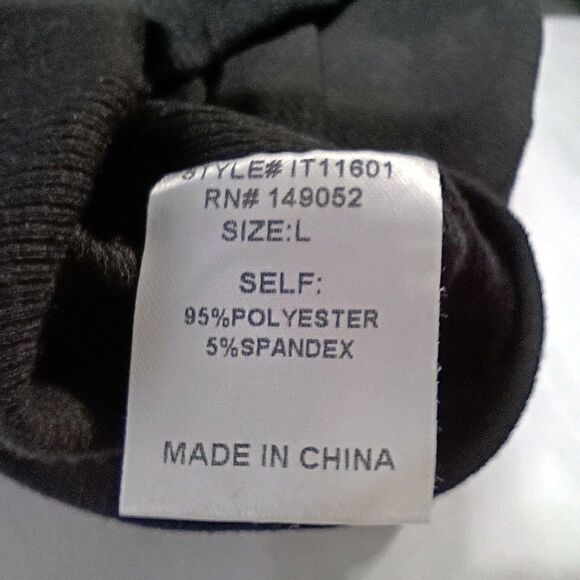 STYLE# IT11601
RN# 149052
SIZE:L
SELF:
95%POLYESTER
5%SPANDEX
MADE IN CHINA